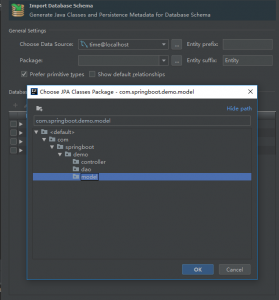 Import Database Schema
Generate Java Classes and Persistence Metadata for Database Schema
General Settings
Choose Data Source: time@localhost ... Entity prefix:
Package: ... Entity suffix: Entity
Prefer primitive types Show default relationships
Choose JPA Classes Package - com.springboot.demo.model
Hide path
com.springboot.demo.model
<default>
com
springboot
demo
controller
dao
model
OK Cancel